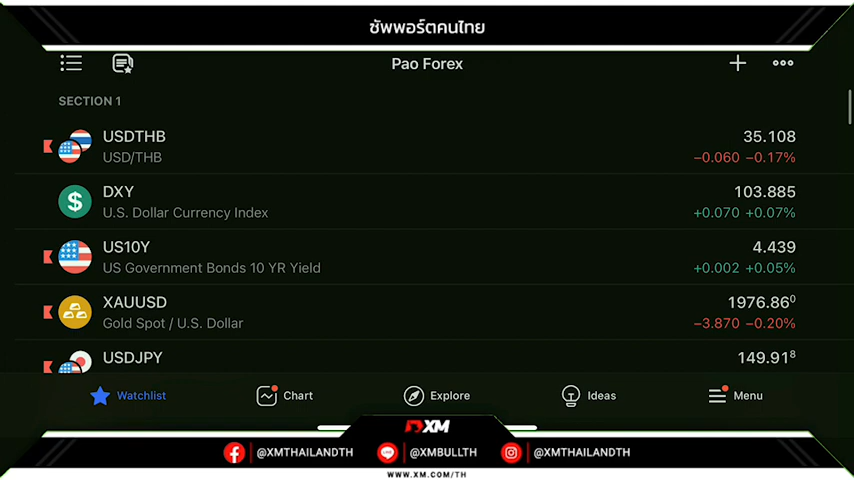 ซัพพอร์ตคนไทย
Pao Forex
SECTION 1
USDTHB 35.108
USD/THB −0.060 −0.17%
DXY 103.885
U.S. Dollar Currency Index +0.070 +0.07%
US10Y 4.439
US Government Bonds 10 YR Yield +0.002 +0.05%
XAUUSD 1976.86⁰
Gold Spot / U.S. Dollar −3.870 −0.20%
USDJPY 149.91⁸
Watchlist Chart Explore Ideas Menu
XM
@XMTHAILANDTH @XMBULLTH @XMTHAILANDTH
WWW.XM.COM/TH